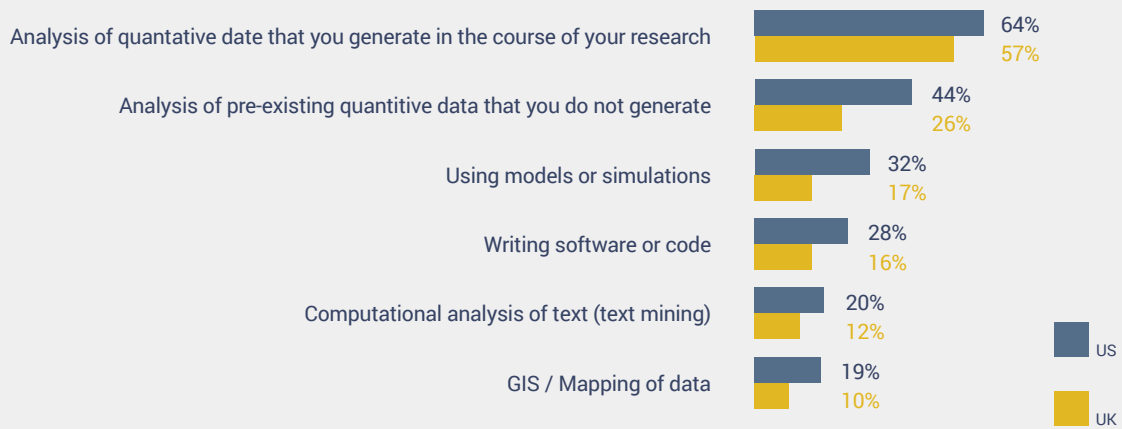 Analysis of quantative date that you generate in the course of your research
64%
57%
Analysis of pre-existing quantitive data that you do not generate
44%
26%
Using models or simulations
32%
17%
Writing software or code
28%
16%
Computational analysis of text (text mining)
20%
12%
GIS / Mapping of data
19%
10%
US
UK